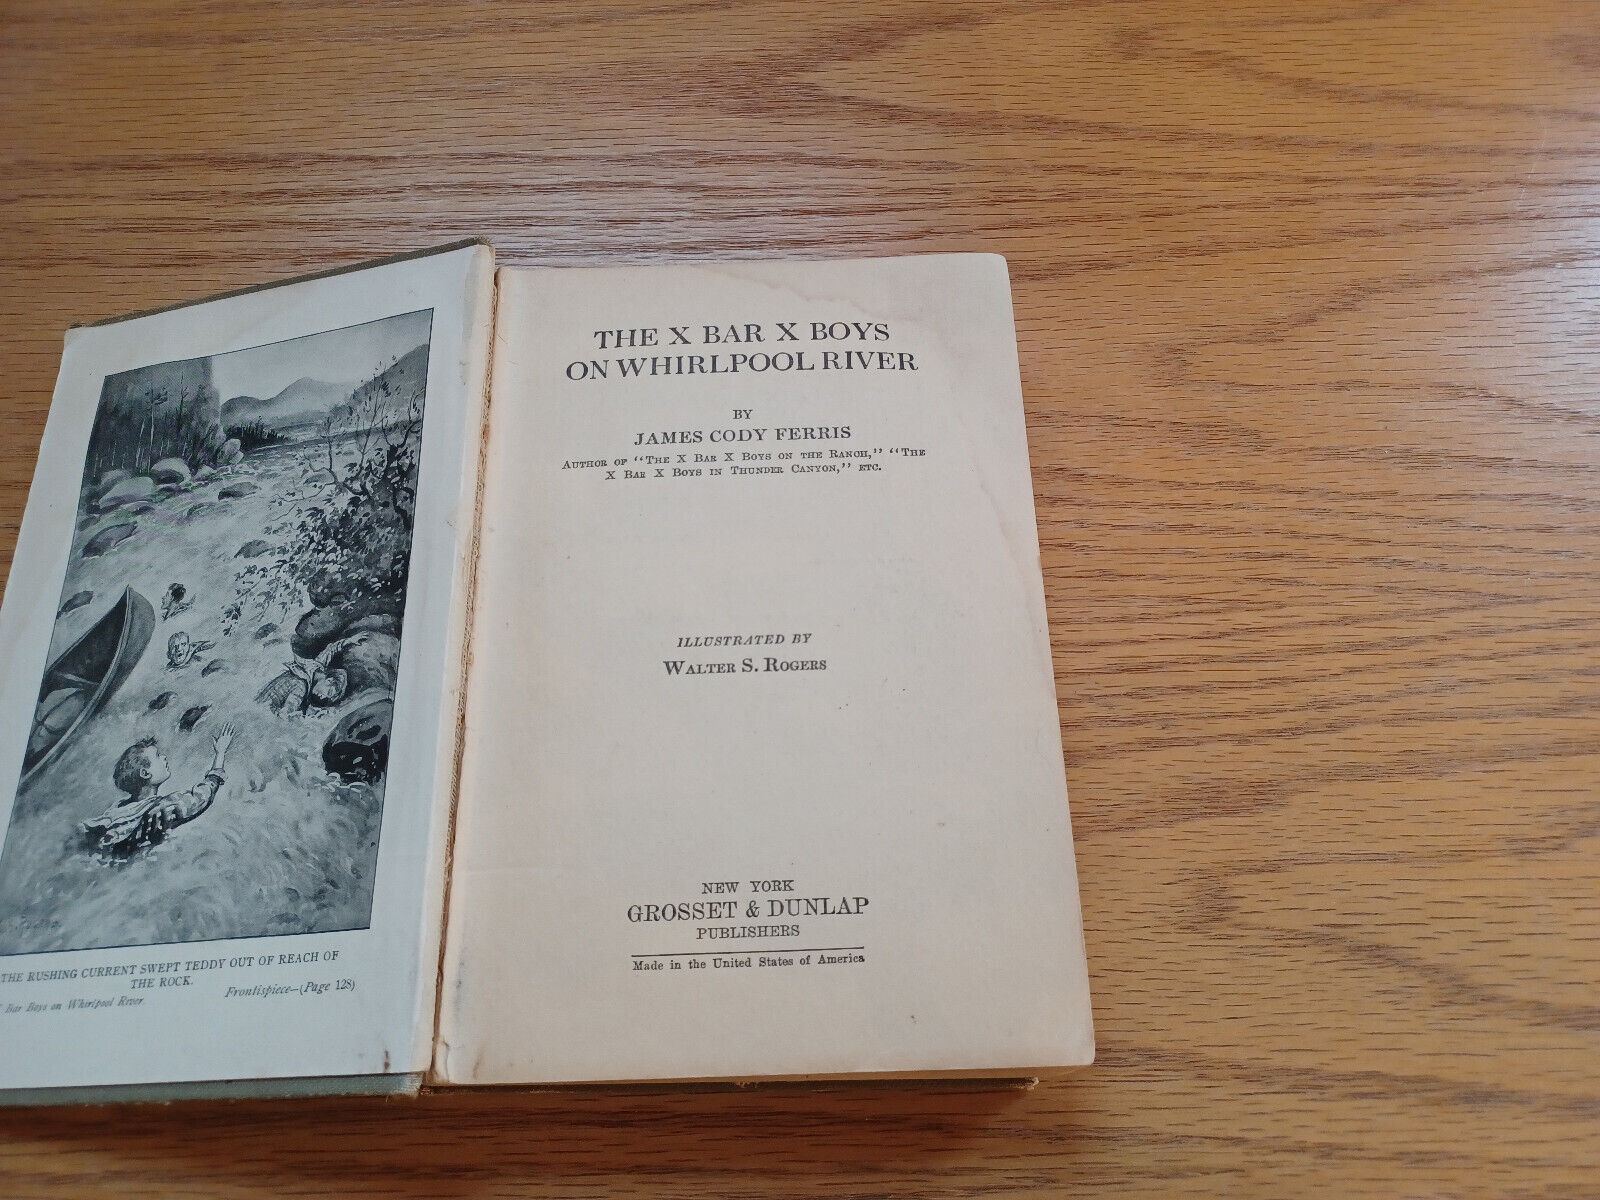 THE RUSHING CURRENT SWEPT TEDDY OUT OF REACH OF
THE ROCK.
Bar Boys on Whirlpool River.
Frontispiece—(Page 128)
THE X BAR X BOYS
ON WHIRLPOOL RIVER
BY
JAMES CODY FERRIS
AUTHOR OF "THE X BAR X BOYS ON THE RANCH," "THE
X BAR X BOYS IN THUNDER CANYON," ETC.
ILLUSTRATED BY
WALTER S. ROGERS
NEW YORK
GROSSET & DUNLAP
PUBLISHERS
Made in the United States of America